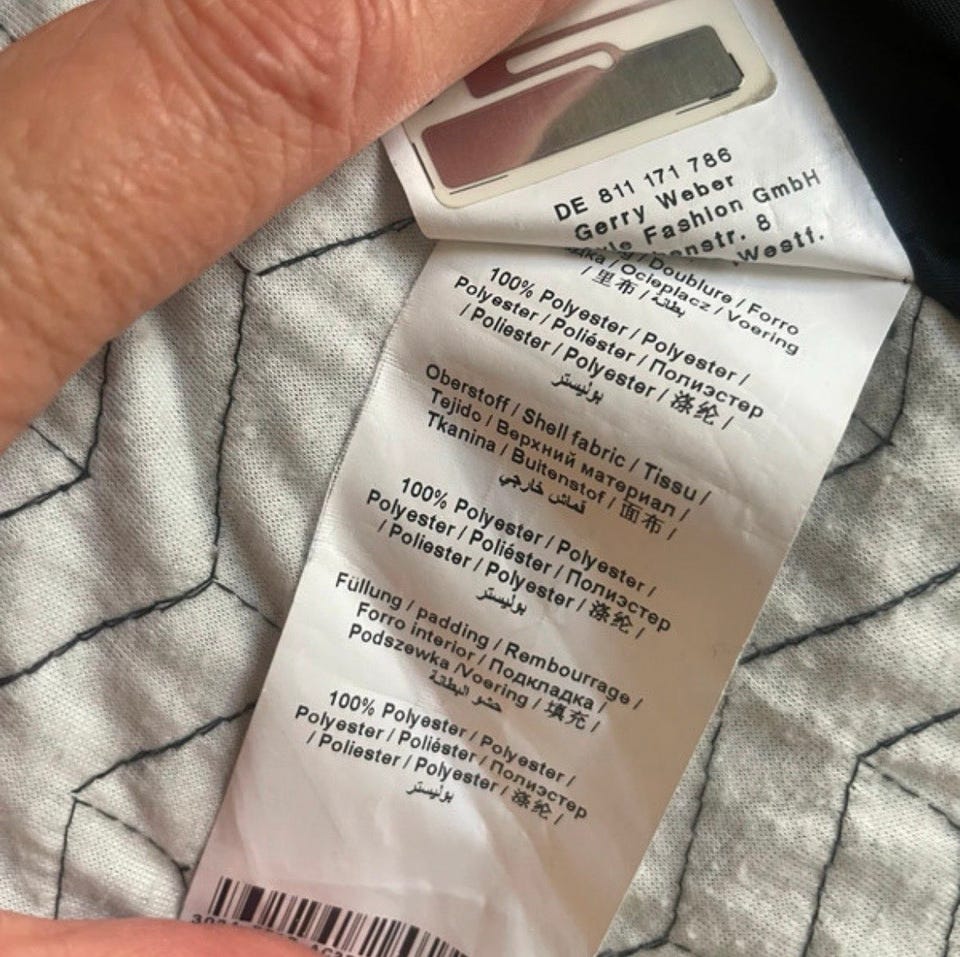 DE 811 171 786
Gerry Weber
Fashion GmbH
8
Westf.
Doublure / Forro
/ Ocieplacz / Voering
/ 里布 / بطانة
100% Polyester / Polyester /
Polyester / Poliéster / Полиэстер
/ Poliester / Polyester / 涤纶 /
بوليستر
Oberstoff / Shell fabric / Tissu /
Tejido / Верхний материал /
Tkanina / Buitenstof / 面布 /
قماش خارجي
100% Polyester / Polyester /
Polyester / Poliéster / Полиэстер
/ Poliester / Polyester / 涤纶 /
بوليستر
Füllung / padding / Rembourrage /
Forro interior / Подкладка /
Podszewka /Voering / 填充 /
حشو البطانة
100% Polyester / Polyester /
Polyester / Poliéster / Полиэстер
/ Poliester / Polyester / 涤纶 /
بوليستر